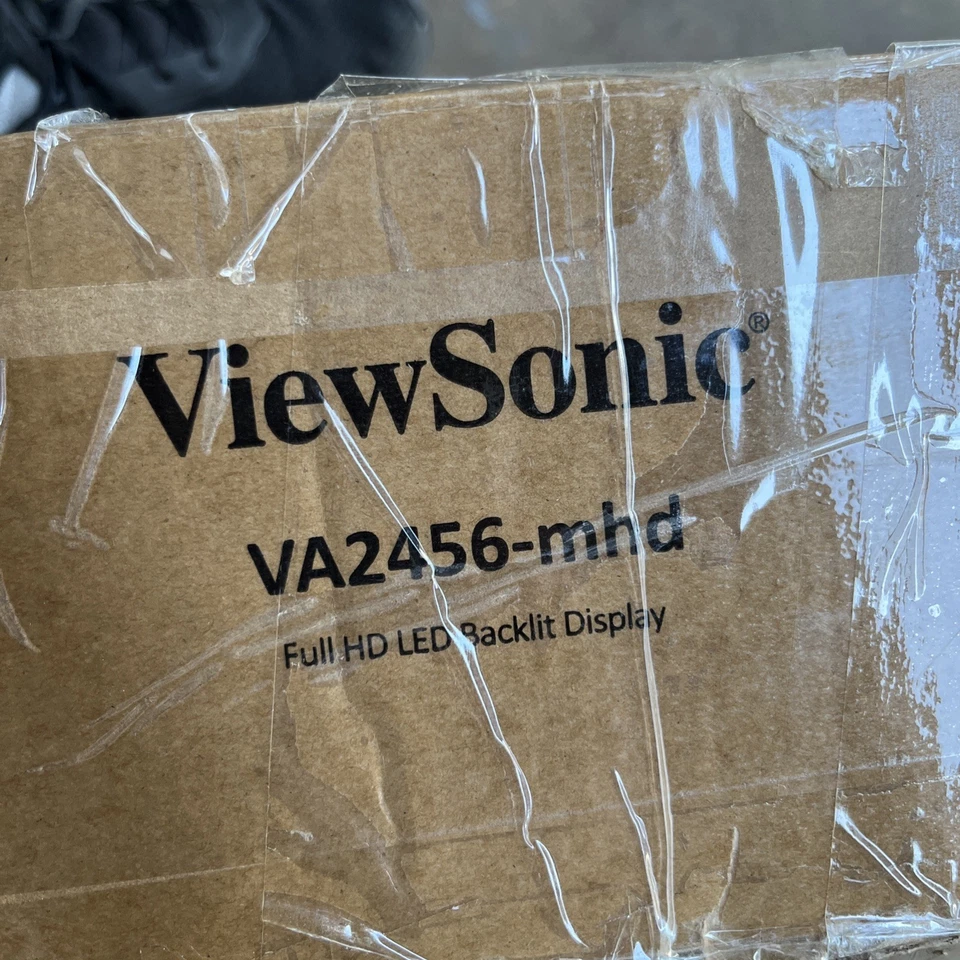 ViewSonic®
VA2456-mhd
Full HD LED Backlit Display